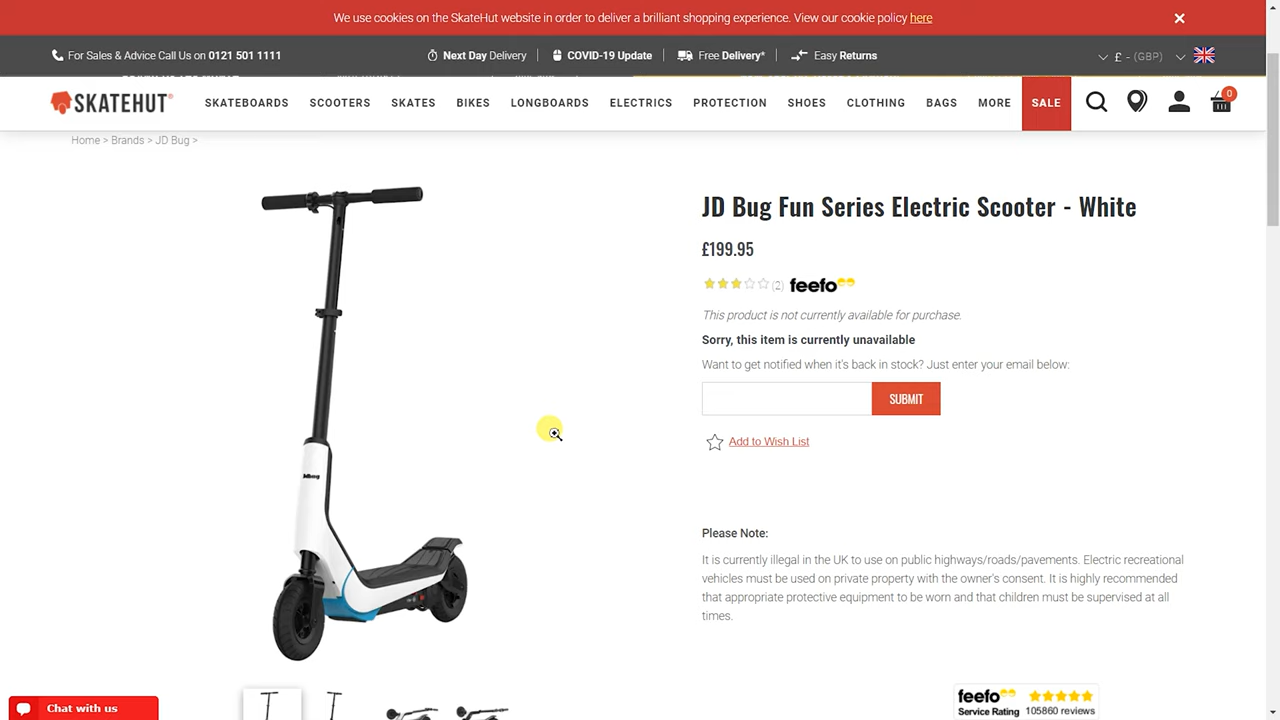 We use cookies on the SkateHut website in order to deliver a brilliant shopping experience. View our cookie policy here
For Sales & Advice Call Us on 0121 501 1111
Next Day Delivery
COVID-19 Update
Free Delivery*
Easy Returns
£ - (GBP)
SKATEHUT®
SKATEBOARDS
SCOOTERS
SKATES
BIKES
LONGBOARDS
ELECTRICS
PROTECTION
SHOES
CLOTHING
BAGS
MORE
SALE
0
Home > Brands > JD Bug >
JD Bug Fun Series Electric Scooter - White
£199.95
(2) feefo
This product is not currently available for purchase.
Sorry, this item is currently unavailable
Want to get notified when it's back in stock? Just enter your email below:
SUBMIT
Add to Wish List
Jdbug
Please Note:
It is currently illegal in the UK to use on public highways/roads/pavements. Electric recreational
vehicles must be used on private property with the owner's consent. It is highly recommended
that appropriate protective equipment to be worn and that children must be supervised at all
times.
Chat with us
feefo
Service Rating 105860 reviews